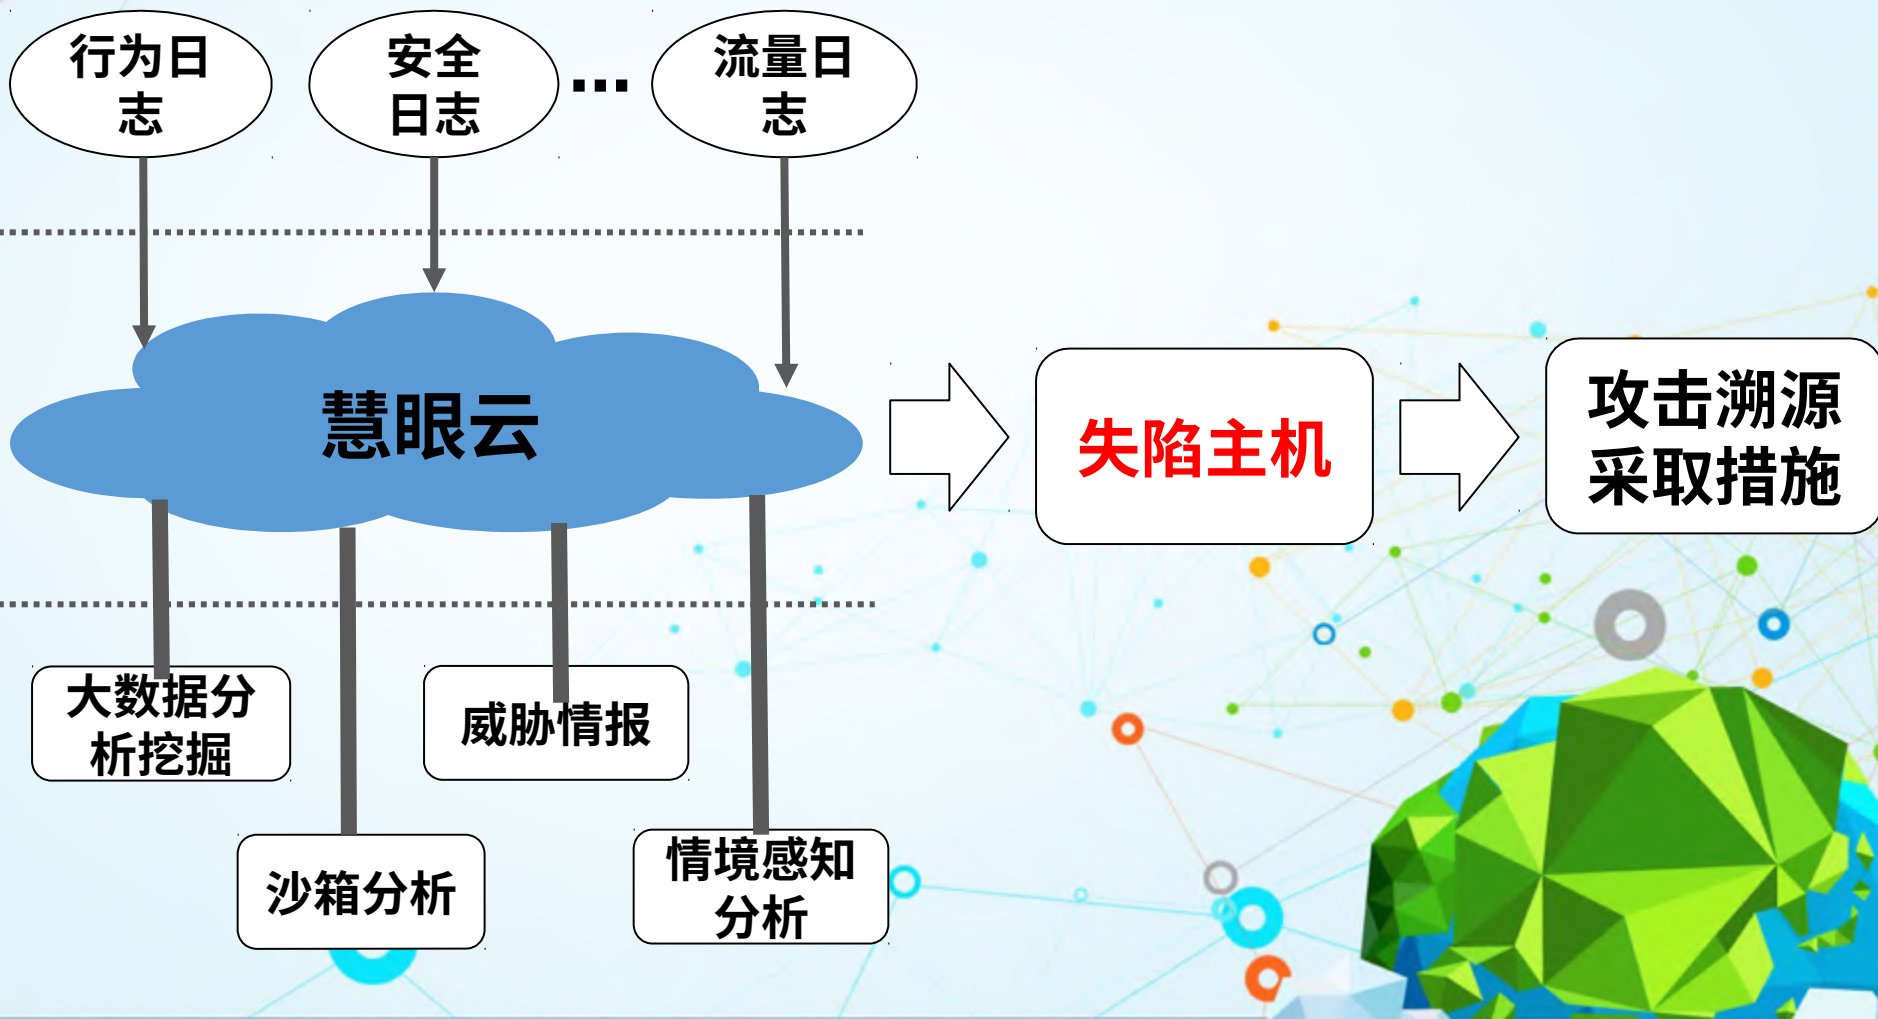 行为日
志
安全
日志
...
流量日
志
慧眼云
失陷主机
攻击溯源
采取措施
大数据分
析挖掘
威胁情报
沙箱分析
情境感知
分析